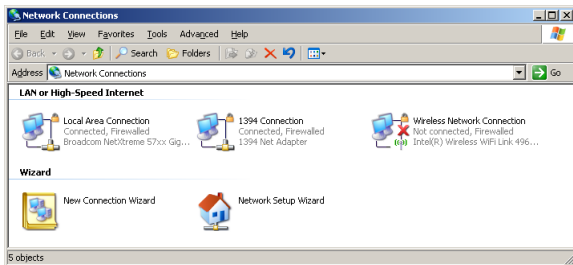 Network Connections
File Edit View Favorites Tools Advanced Help
Back Search Folders
Address Network Connections Go
LAN or High-Speed Internet
Local Area Connection
Connected, Firewalled
Broadcom NetXtreme 57xx Gig...
1394 Connection
Connected, Firewalled
1394 Net Adapter
Wireless Network Connection
Not connected, Firewalled
Intel(R) Wireless WiFi Link 496...
Wizard
New Connection Wizard
Network Setup Wizard
5 objects